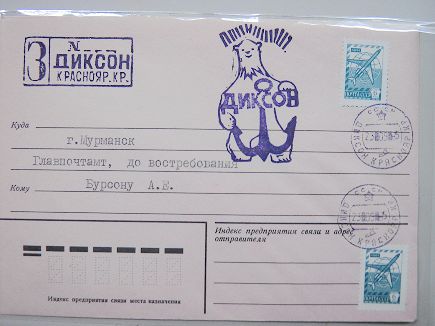 З
N
ДИКСОН
КРАСНОЯР. КР.
ДИКСОН
Куда
г.Мурманск
Главпочтамт, до востребования
Кому
Бурсону А.Е.
Индекс предприятия связи и адрес
отправителя
Индекс предприятия связи места назначения